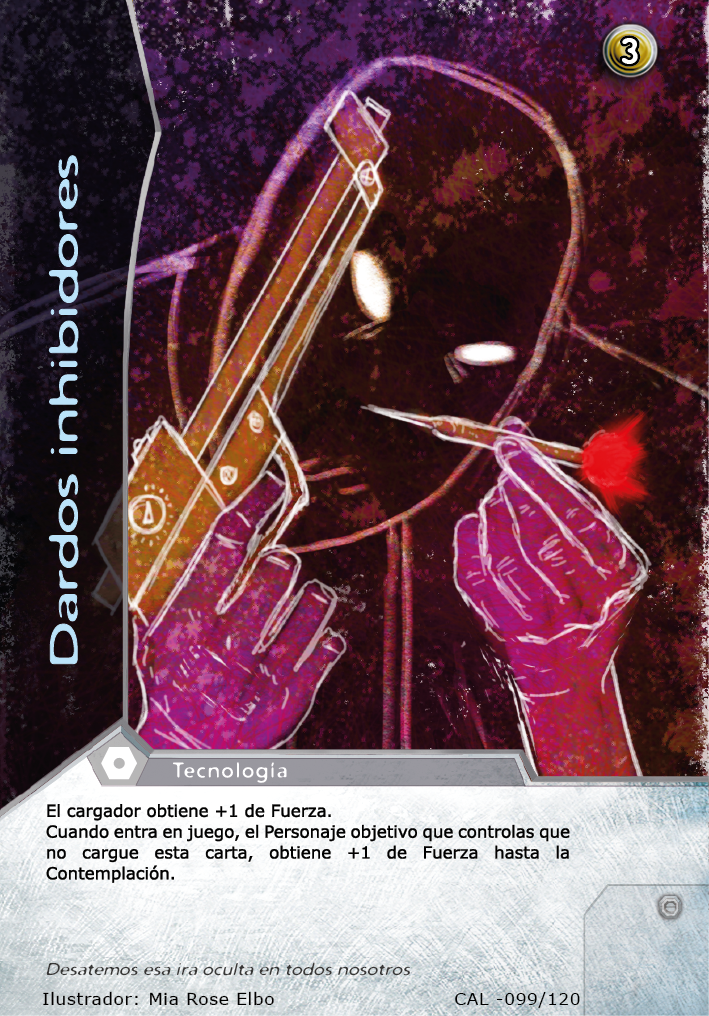 3
Dardos inhibidores
Tecnología
El cargador obtiene +1 de Fuerza.
Cuando entra en juego, el Personaje objetivo que controlas que
no cargue esta carta, obtiene +1 de Fuerza hasta la
Contemplación.
Desatemos esa ira oculta en todos nosotros
Ilustrador: Mia Rose Elbo
CAL -099/120